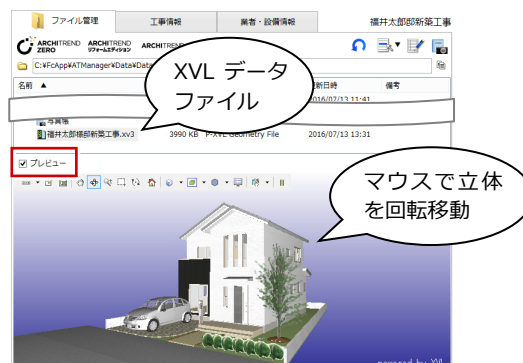 ファイル管理 工事情報 業者・設備情報 福井太郎邸新築工事
ARCHITREND ZERO ARCHITREND リフォームエディション ARCHITREND
C:¥FcApp¥ATManager¥Data¥Data
名前 ▲ 更新日時 備考
2016/07/13 11:41
写真帳
福井太郎様邸新築工事.xv3 3990 KB P-XVL Geometry File 2016/07/13 13:31
XVL データ
ファイル
プレビュー
マウスで立体
を回転移動
powered by XVL